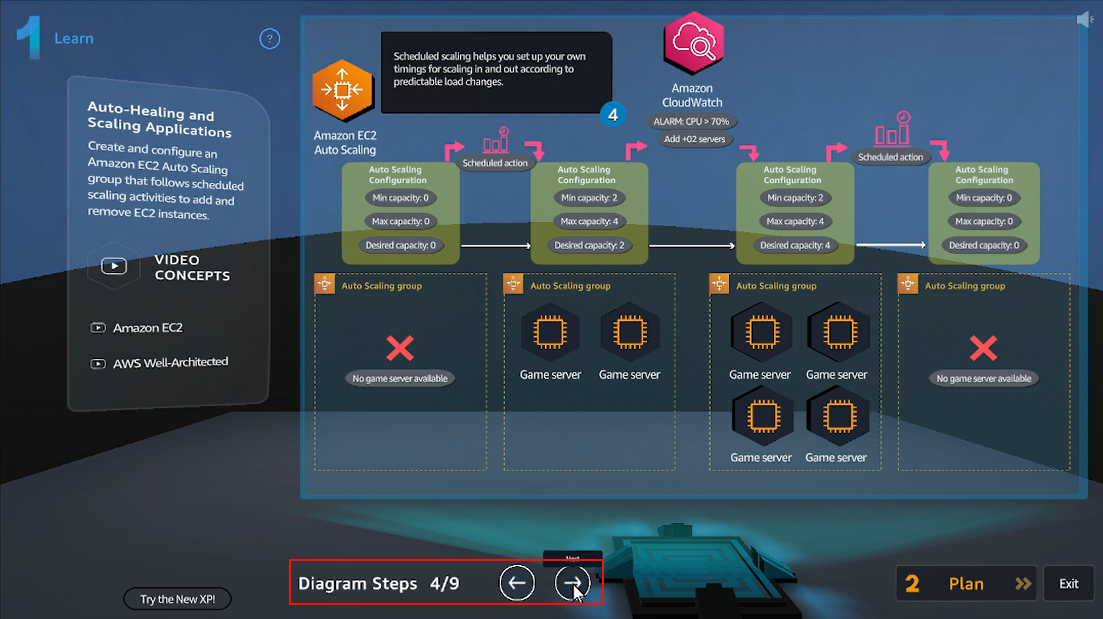 1
Learn
?
Auto-Healing and
Scaling Applications
Create and configure an
Amazon EC2 Auto Scaling
group that follows scheduled
scaling activities to add and
remove EC2 instances.
VIDEO
CONCEPTS
Amazon EC2
AWS Well-Architected
Scheduled scaling helps you set up your own
timings for scaling in and out according to
predictable load changes.
4
Amazon EC2
Auto Scaling
Amazon
CloudWatch
ALARM: CPU > 70%
Add +02 servers
Scheduled action
Scheduled action
Auto Scaling
Configuration
Min capacity: 0
Max capacity: 0
Desired capacity: 0
Auto Scaling
Configuration
Min capacity: 2
Max capacity: 4
Desired capacity: 2
Auto Scaling
Configuration
Min capacity: 2
Max capacity: 4
Desired capacity: 4
Auto Scaling
Configuration
Min capacity: 0
Max capacity: 0
Desired capacity: 0
Auto Scaling group
No game server available
Auto Scaling group
Game server
Game server
Auto Scaling group
Game server
Game server
Game server
Game server
Auto Scaling group
No game server available
Next
Diagram Steps 4/9
Try the New XP!
2 Plan
Exit